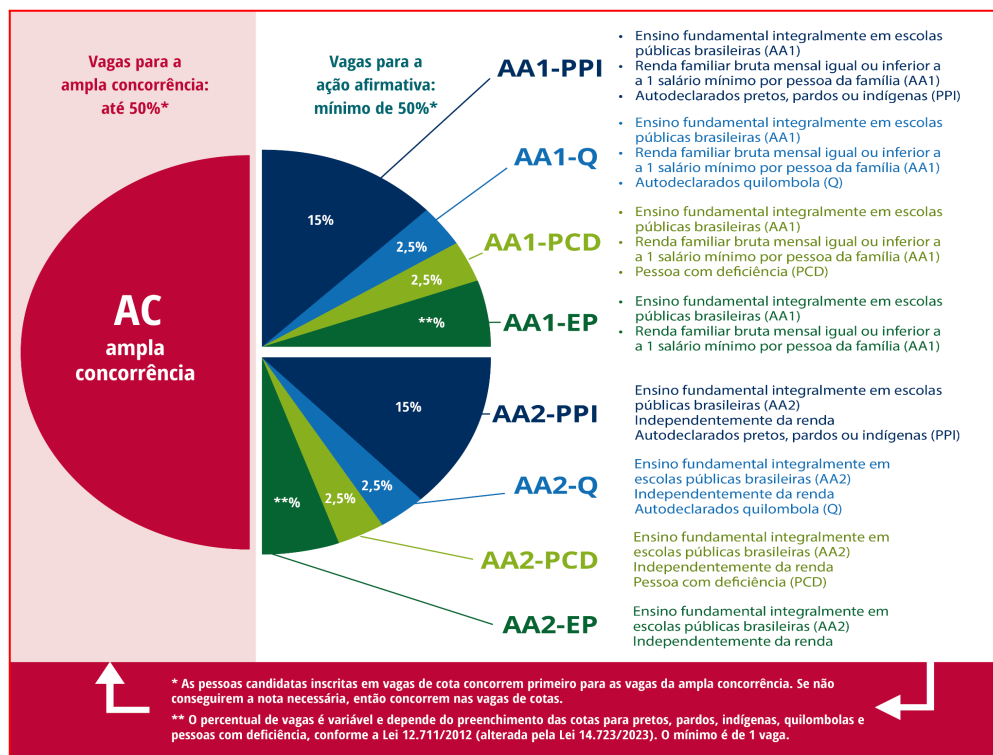 Vagas para a
ampla concorrência:
até 50%*
Vagas para a
ação afirmativa:
mínimo de 50%*
AC
ampla
concorrência
15%
2,5%
2,5%
**%
15%
2,5%
2,5%
**%
AA1-PPI
• Ensino fundamental integralmente em escolas
públicas brasileiras (AA1)
• Renda familiar bruta mensal igual ou inferior a
a 1 salário mínimo por pessoa da família (AA1)
• Autodeclarados pretos, pardos ou indígenas (PPI)
AA1-Q
• Ensino fundamental integralmente em escolas
públicas brasileiras (AA1)
• Renda familiar bruta mensal igual ou inferior a
a 1 salário mínimo por pessoa da família (AA1)
• Autodeclarados quilombola (Q)
AA1-PCD
• Ensino fundamental integralmente em escolas
públicas brasileiras (AA1)
• Renda familiar bruta mensal igual ou inferior a
a 1 salário mínimo por pessoa da família (AA1)
• Pessoa com deficiência (PCD)
AA1-EP
• Ensino fundamental integralmente em escolas
públicas brasileiras (AA1)
• Renda familiar bruta mensal igual ou inferior a
a 1 salário mínimo por pessoa da família (AA1)
AA2-PPI
Ensino fundamental integralmente em escolas
públicas brasileiras (AA2)
Independentemente da renda
Autodeclarados pretos, pardos ou indígenas (PPI)
AA2-Q
Ensino fundamental integralmente em
escolas públicas brasileiras (AA2)
Independentemente da renda
Autodeclarados quilombola (Q)
AA2-PCD
Ensino fundamental integralmente em
escolas públicas brasileiras (AA2)
Independentemente da renda
Pessoa com deficiência (PCD)
AA2-EP
Ensino fundamental integralmente em
escolas públicas brasileiras (AA2)
Independentemente da renda
* As pessoas candidatas inscritas em vagas de cota concorrem primeiro para as vagas da ampla concorrência. Se não
conseguirem a nota necessária, então concorrem nas vagas de cotas.
** O percentual de vagas é variável e depende do preenchimento das cotas para pretos, pardos, indígenas, quilombolas e
pessoas com deficiência, conforme a Lei 12.711/2012 (alterada pela Lei 14.723/2023). O mínimo é de 1 vaga.